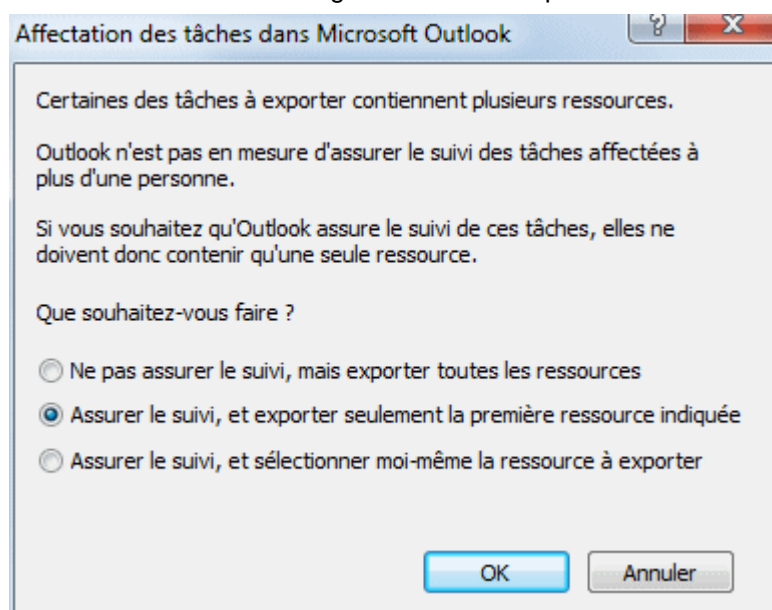 Affectation des tâches dans Microsoft Outlook
Certaines des tâches à exporter contiennent plusieurs ressources.
Outlook n'est pas en mesure d'assurer le suivi des tâches affectées à
plus d'une personne.
Si vous souhaitez qu'Outlook assure le suivi de ces tâches, elles ne
doivent donc contenir qu'une seule ressource.
Que souhaitez-vous faire ?
Ne pas assurer le suivi, mais exporter toutes les ressources
Assurer le suivi, et exporter seulement la première ressource indiquée
Assurer le suivi, et sélectionner moi-même la ressource à exporter
OK Annuler